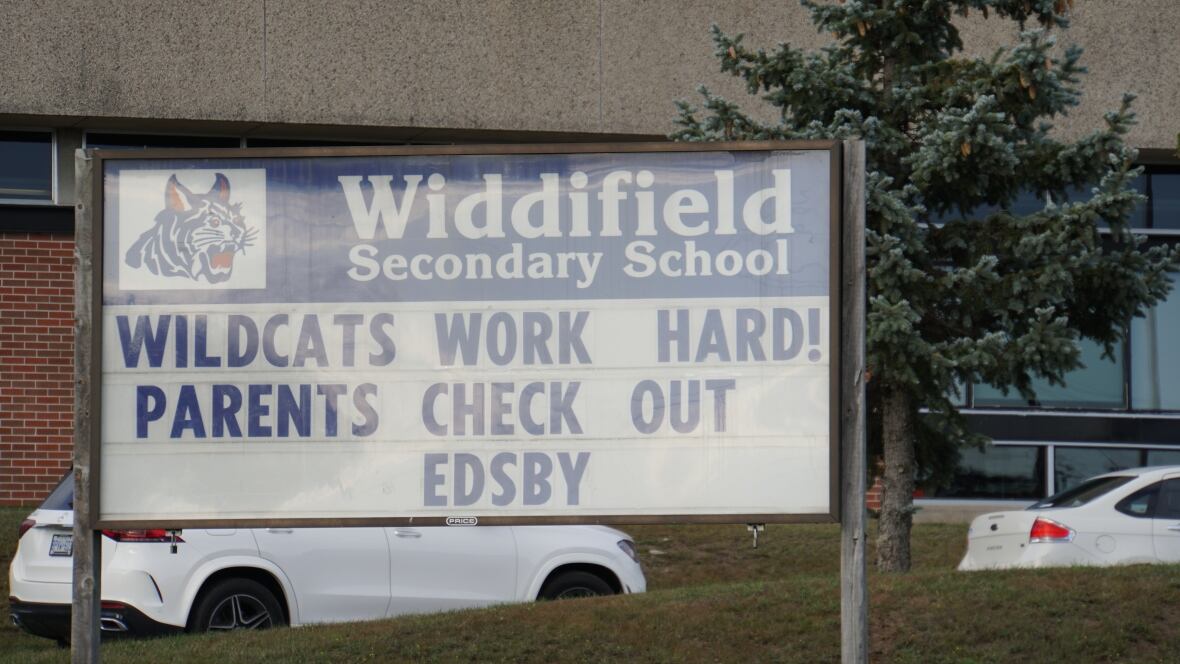 Widdifield
Secondary School
WILDCATS WORK HARD!
PARENTS CHECK OUT
EDSBY
PRICE